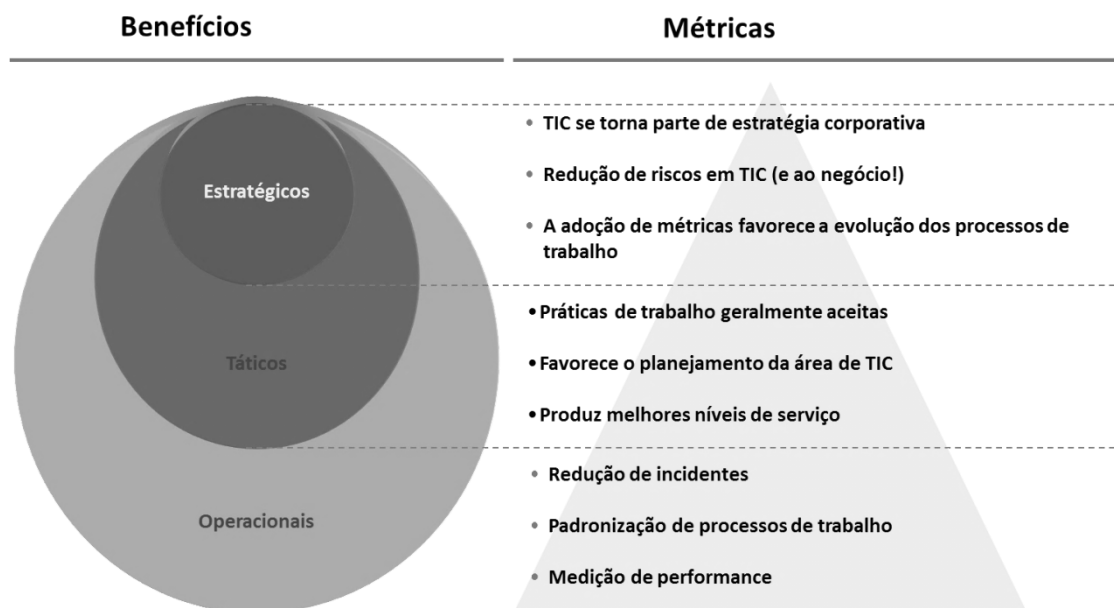 Benefícios
Métricas
Estratégicos
• TIC se torna parte de estratégia corporativa
• Redução de riscos em TIC (e ao negócio!)
• A adoção de métricas favorece a evolução dos processos de
trabalho
Táticos
• Práticas de trabalho geralmente aceitas
• Favorece o planejamento da área de TIC
• Produz melhores níveis de serviço
Operacionais
• Redução de incidentes
• Padronização de processos de trabalho
• Medição de performance